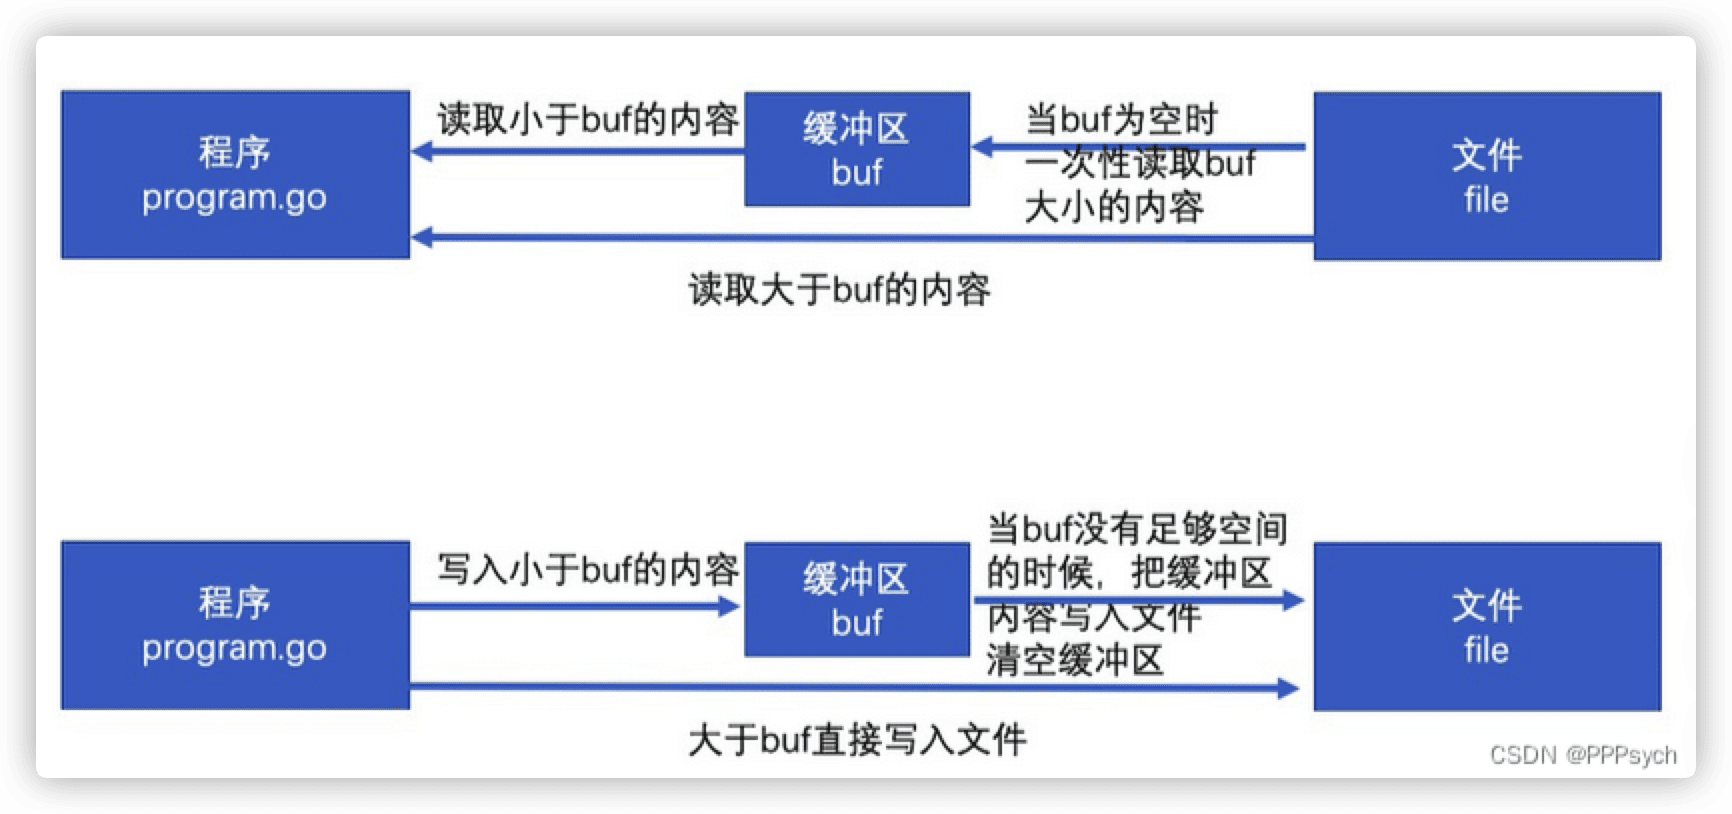 程序
program.go
读取小于buf的内容
缓冲区
buf
当buf为空时
一次性读取buf
大小的内容
文件
file
读取大于buf的内容
程序
program.go
写入小于buf的内容
缓冲区
buf
当buf没有足够空间
的时候，把缓冲区
内容写入文件
清空缓冲区
文件
file
大于buf直接写入文件
CSDN @PPPsych